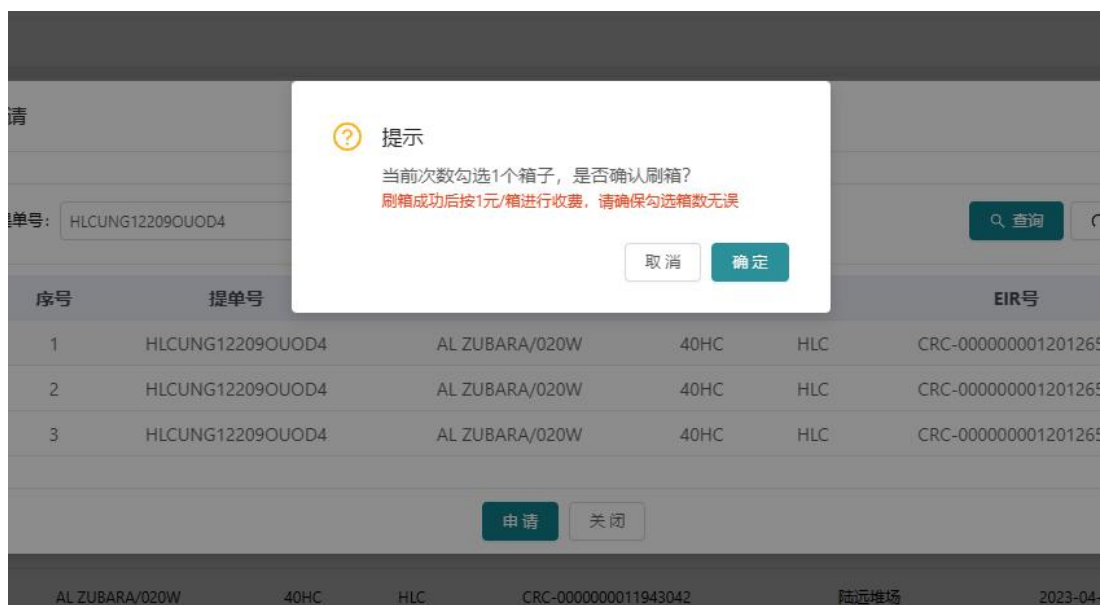 请
提示
当前次数勾选1个箱子，是否确认刷箱？
刷箱成功后按1元/箱进行收费，请确保勾选箱数无误
单号： HLCUNG12209OUOD4 查询
取 消 确 定
序号 提单号 EIR号
1 HLCUNG12209OUOD4 AL ZUBARA/020W 40HC HLC CRC-000000001201265
2 HLCUNG12209OUOD4 AL ZUBARA/020W 40HC HLC CRC-000000001201265
3 HLCUNG12209OUOD4 AL ZUBARA/020W 40HC HLC CRC-000000001201265
申 请 关 闭
AL ZUBARA/020W 40HC HLC CRC-0000000011943042 陆远堆场 2023-04-